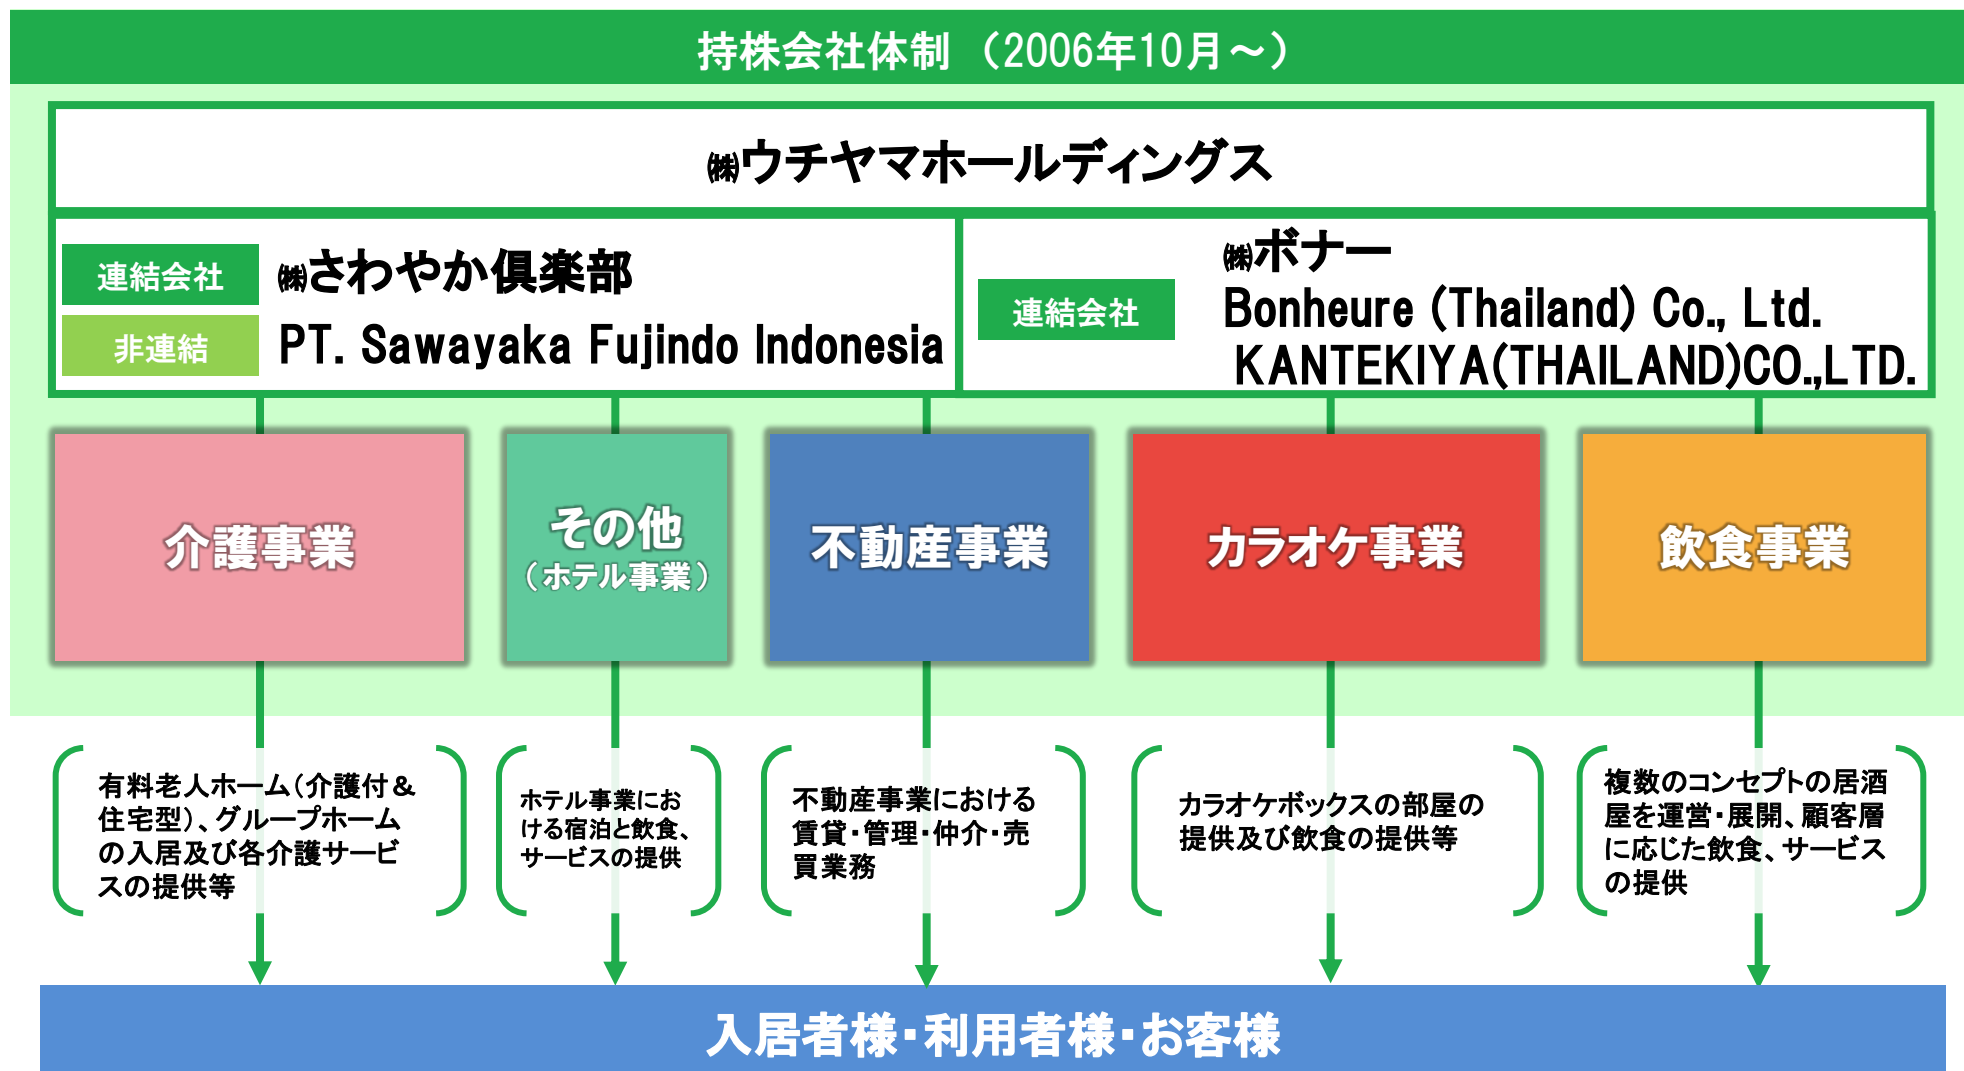 持株会社体制 （2006年10月～）
㈱ウチヤマホールディングス
連結会社
㈱さわやか倶楽部
非連結
PT. Sawayaka Fujindo Indonesia
連結会社
㈱ボナー
Bonheure (Thailand) Co., Ltd.
KANTEKIYA(THAILAND)CO.,LTD.
介護事業
その他
（ホテル事業）
不動産事業
カラオケ事業
飲食事業
有料老人ホーム（介護付＆
住宅型）、グループホーム
の入居及び各介護サービ
スの提供等
ホテル事業にお
ける宿泊と飲食、
サービスの提供
不動産事業における
賃貸・管理・仲介・売
買業務
カラオケボックスの部屋の
提供及び飲食の提供等
複数のコンセプトの居酒
屋を運営・展開、顧客層
に応じた飲食、サービス
の提供
入居者様・利用者様・お客様